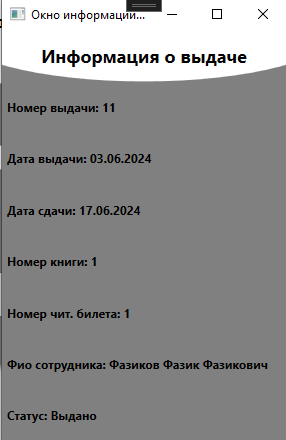 Окно информации...
Информация о выдаче
Номер выдачи: 11
Дата выдачи: 03.06.2024
Дата сдачи: 17.06.2024
Номер книги: 1
Номер чит. билета: 1
Фио сотрудника: Фазиков Фазик Фазикович
Статус: Выдано